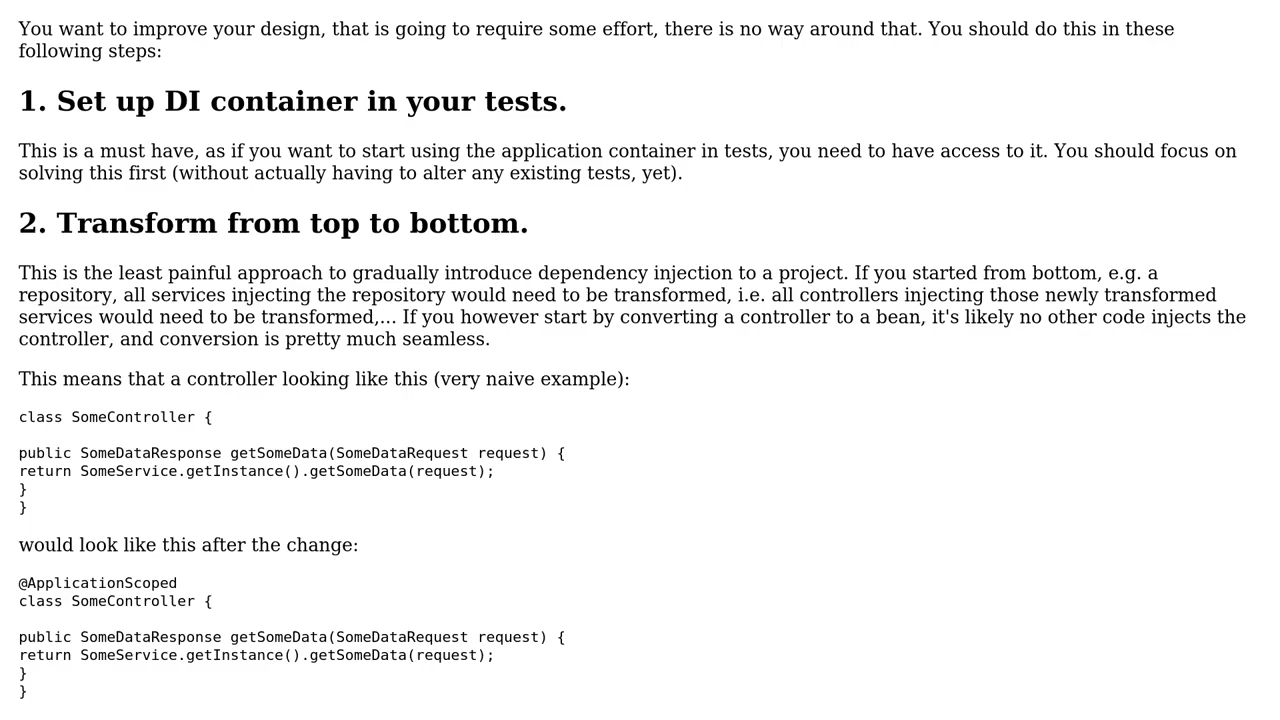 You want to improve your design, that is going to require some effort, there is no way around that. You should do this in these
following steps:
1. Set up DI container in your tests.
This is a must have, as if you want to start using the application container in tests, you need to have access to it. You should focus on
solving this first (without actually having to alter any existing tests, yet).
2. Transform from top to bottom.
This is the least painful approach to gradually introduce dependency injection to a project. If you started from bottom, e.g. a
repository, all services injecting the repository would need to be transformed, i.e. all controllers injecting those newly transformed
services would need to be transformed,... If you however start by converting a controller to a bean, it's likely no other code injects the
controller, and conversion is pretty much seamless.
This means that a controller looking like this (very naive example):
class SomeController {
public SomeDataResponse getSomeData(SomeDataRequest request) {
return SomeService.getInstance().getSomeData(request);
}
}
would look like this after the change:
@ApplicationScoped
class SomeController {
public SomeDataResponse getSomeData(SomeDataRequest request) {
return SomeService.getInstance().getSomeData(request);
}
}